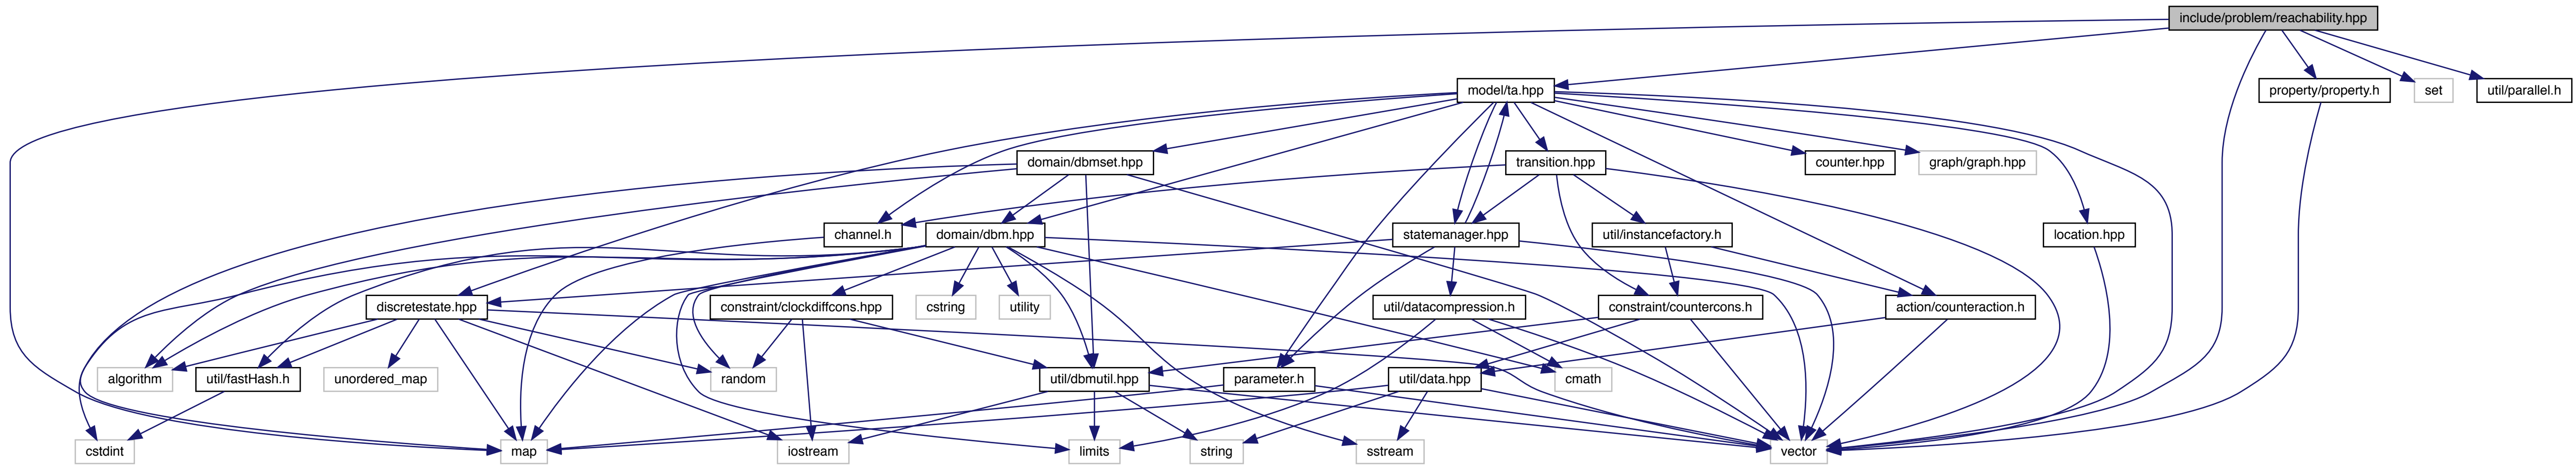 include/problem/reachability.hpp
model/ta.hpp
property/property.h
set
util/parallel.h
domain/dbmset.hpp
transition.hpp
counter.hpp
graph/graph.hpp
channel.h
domain/dbm.hpp
statemanager.hpp
util/instancefactory.h
location.hpp
discretestate.hpp
constraint/clockdiffcons.hpp
cstring
utility
util/datacompression.h
constraint/countercons.h
action/counteraction.h
algorithm
util/fastHash.h
unordered_map
random
util/dbmutil.hpp
parameter.h
util/data.hpp
cmath
cstdint
map
iostream
limits
string
sstream
vector